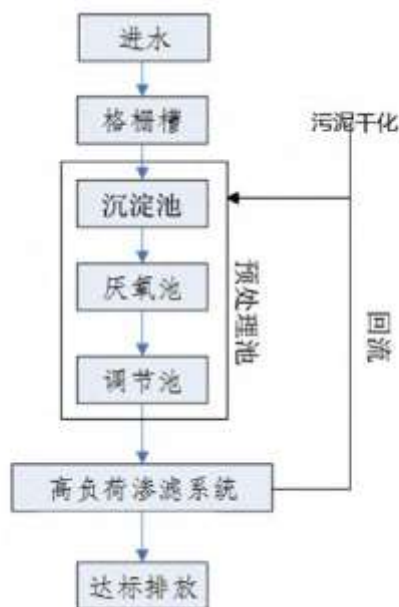 进水
格栅槽
污泥干化
沉淀池
厌氧池
预处理池
回流
调节池
高负荷渗滤系统
达标排放